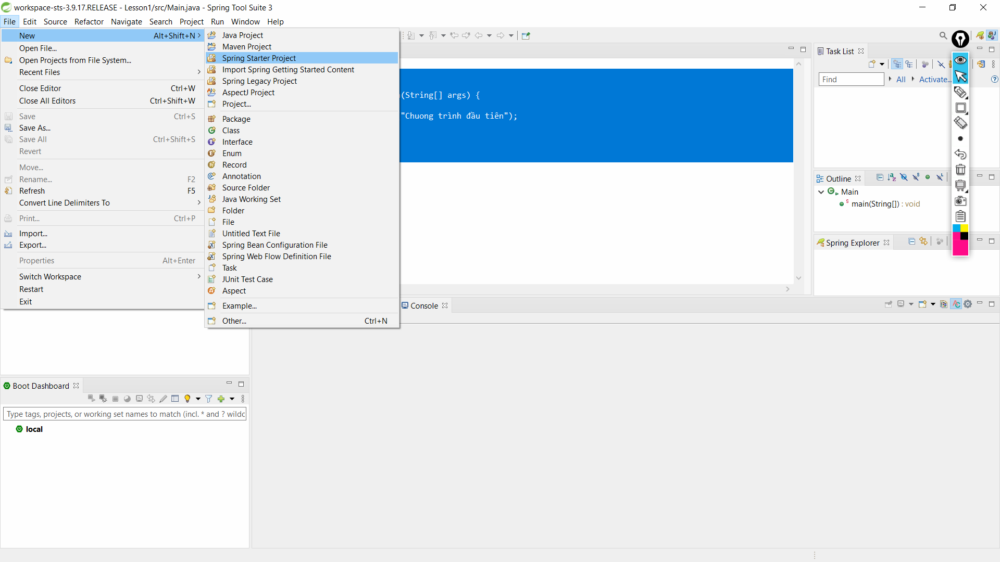 workspace-sts-3.9.17.RELEASE - Lesson1/src/Main.java - Spring Tool Suite 3
File Edit Source Refactor Navigate Search Project Run Window Help
New Alt+Shift+N
Open File...
Open Projects from File System...
Recent Files
Close Editor Ctrl+W
Close All Editors Ctrl+Shift+W
Save Ctrl+S
Save As...
Save All Ctrl+Shift+S
Revert
Move...
Rename... F2
Refresh F5
Convert Line Delimiters To
Print... Ctrl+P
Import...
Export...
Properties Alt+Enter
Switch Workspace
Restart
Exit
Java Project
Maven Project
Spring Starter Project
Import Spring Getting Started Content
Spring Legacy Project
AspectJ Project
Project...
Package
Class
Interface
Enum
Record
Annotation
Source Folder
Java Working Set
Folder
File
Untitled Text File
Spring Bean Configuration File
Spring Web Flow Definition File
Task
JUnit Test Case
Aspect
Example...
Other... Ctrl+N
(String[] args) {
"Chuong trình đầu tiên");
Task List
Find All Activate...
Outline
Main
main(String[]) : void
Spring Explorer
Console
Boot Dashboard
Type tags, projects, or working set names to match (incl. * and ? wildc
local